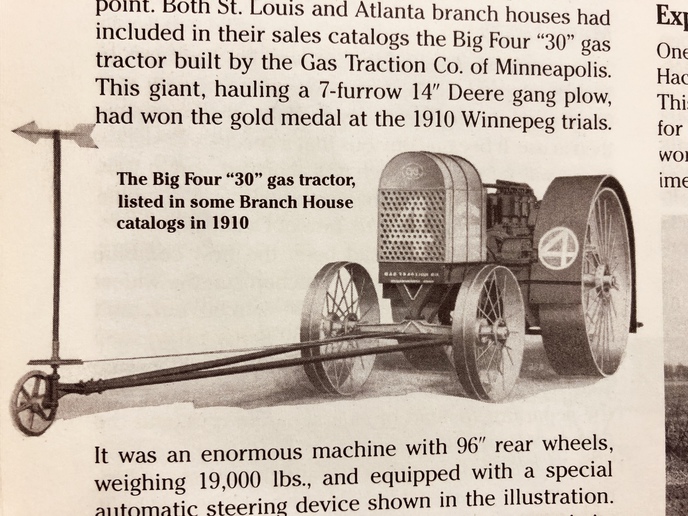 point. Both St. Louis and Atlanta branch houses had
included in their sales catalogs the Big Four “30” gas
tractor built by the Gas Traction Co. of Minneapolis.
This giant, hauling a 7-furrow 14″ Deere gang plow,
had won the gold medal at the 1910 Winnepeg trials.
The Big Four “30” gas tractor,
listed in some Branch House
catalogs in 1910
4
GAS TRACTION CO.
It was an enormous machine with 96″ rear wheels,
weighing 19,000 lbs., and equipped with a special
automatic steering device shown in the illustration.
Exp
One
Hac
Thi
for
wor
ime